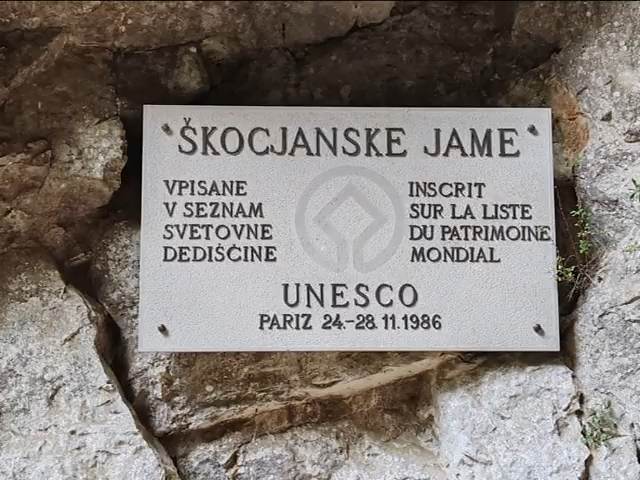 ŠKOCJANSKE JAME
VPISANE
V SEZNAM
SVETOVNE
DEDIŠČINE
INSCRIT
SUR LA LISTE
DU PATRIMOINE
MONDIAL
UNESCO
PARIZ 24.-28.11.1986